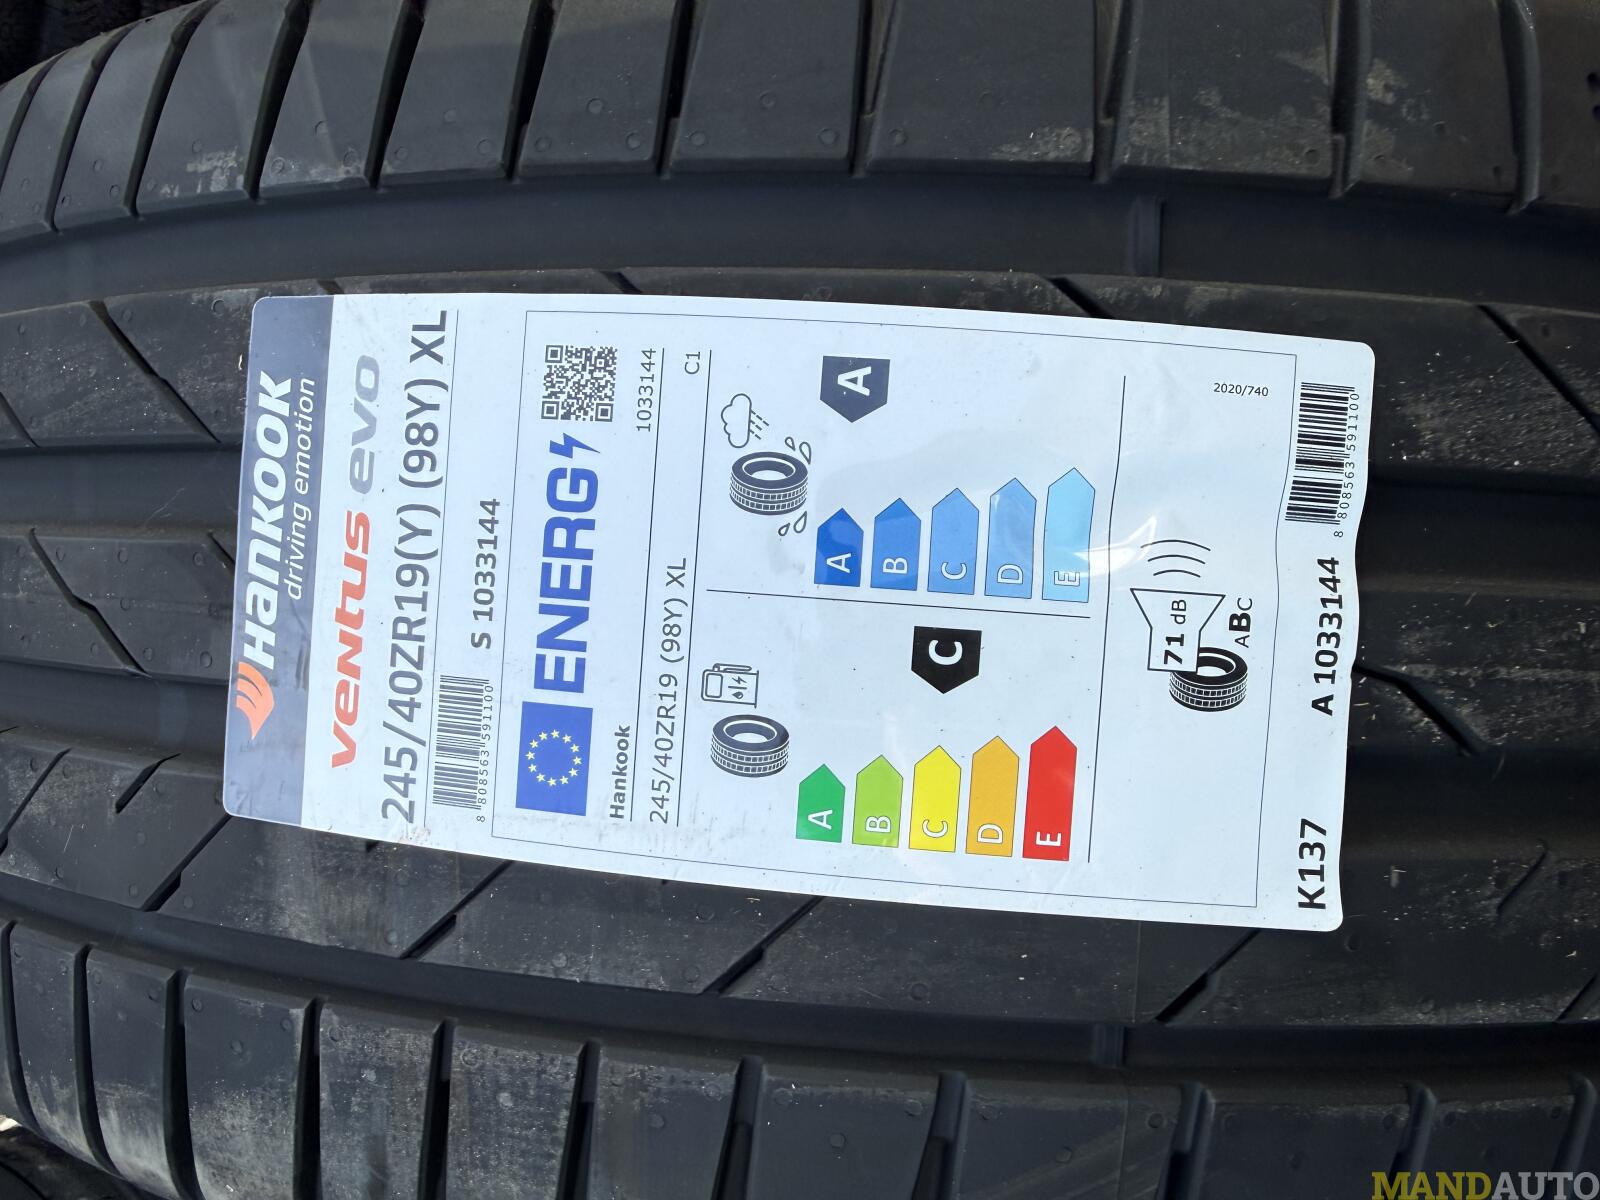 Hankook
driving emotion
ventus evo
245/40ZR19(Y) (98Y) XL
8 808563 591100
S 1033144
ENERG
Hankook
1033144
245/40ZR19 (98Y) XL
C1
A
A
B
C
D
E
C
A
B
C
D
E
71 dB
ABC
2020/740
K137
A 1033144
8 808563 591100
MANDAUTO